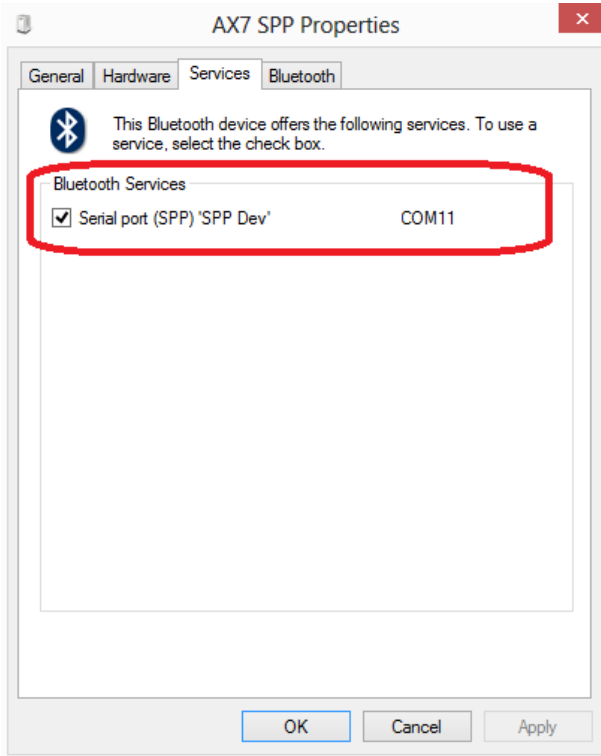 AX7 SPP Properties
General Hardware Services Bluetooth
This Bluetooth device offers the following services. To use a
service, select the check box.
Bluetooth Services
Serial port (SPP) 'SPP Dev' COM11
OK Cancel Apply